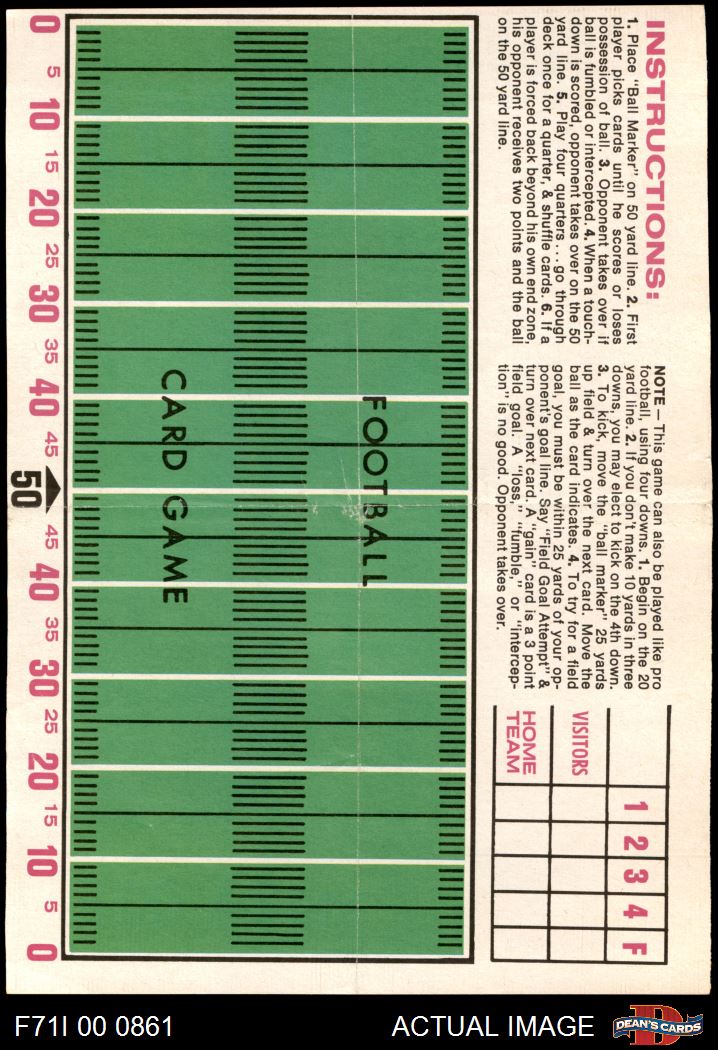 INSTRUCTIONS:
1. Place "Ball Marker" on 50 yard line. 2. First
player picks cards until he scores or loses
possession of ball. 3. Opponent takes over if
ball is fumbled or intercepted. 4. When a touch-
down is scored, opponent takes over on the 50
yard line. 5. Play four quarters...go through
deck once for a quarter, & shuffle cards. 6. If a
player is forced back beyond his own end zone,
his opponent receives two points and the ball
on the 50 yard line.
NOTE – This game can also be played like pro
football, using four downs. 1. Begin on the 20
yard line. 2. If you don't make 10 yards in three
downs, you may elect to kick on the 4th down.
3. To kick, move the "ball marker" 25 yards
up field & turn over the next card. Move the
ball as the card indicates. 4. To try for a field
goal, you must be within 25 yards of your op-
ponent's goal line. Say "Field Goal Attempt" &
turn over next card. A "gain" card is a 3 point
field goal. A "loss," "fumble," or "intercep-
tion" is no good. Opponent takes over.
1 2 3 4 F
VISITORS
HOME
TEAM
FOOTBALL
CARD GAME
0 5 10 15 20 25 30 35 40 45 45 40 35 30 25 20 15 10 5 0
50
F71I 00 0861
ACTUAL IMAGE
D
DEAN'S CARDS